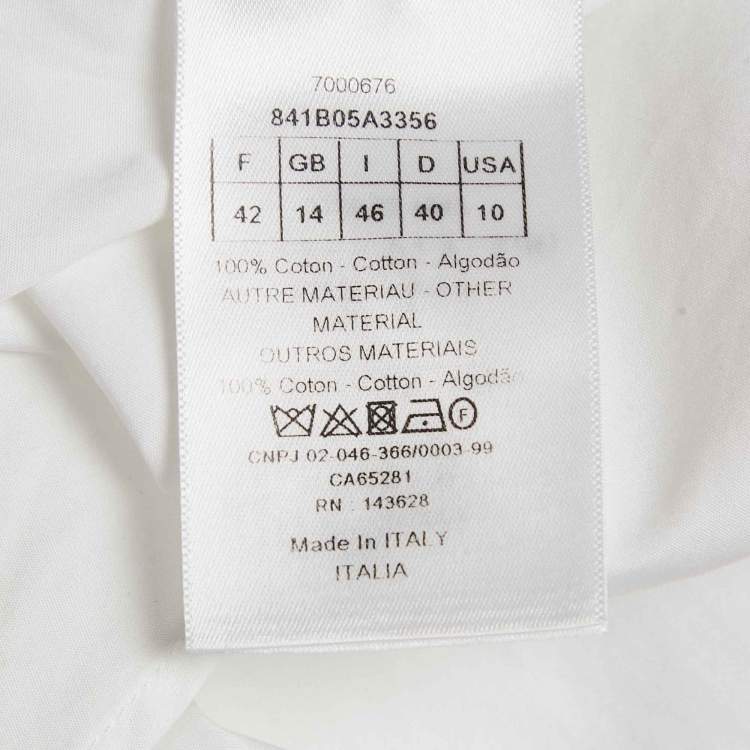 7000676
841B05A3356
F GB I D USA
42 14 46 40 10
100% Coton - Cotton - Algodão
AUTRE MATERIAU - OTHER
MATERIAL
OUTROS MATERIAIS
100% Coton - Cotton - Algodão
F
CNPJ 02-046-366/0003-99
CA65281
RN : 143628
Made In ITALY
ITALIA